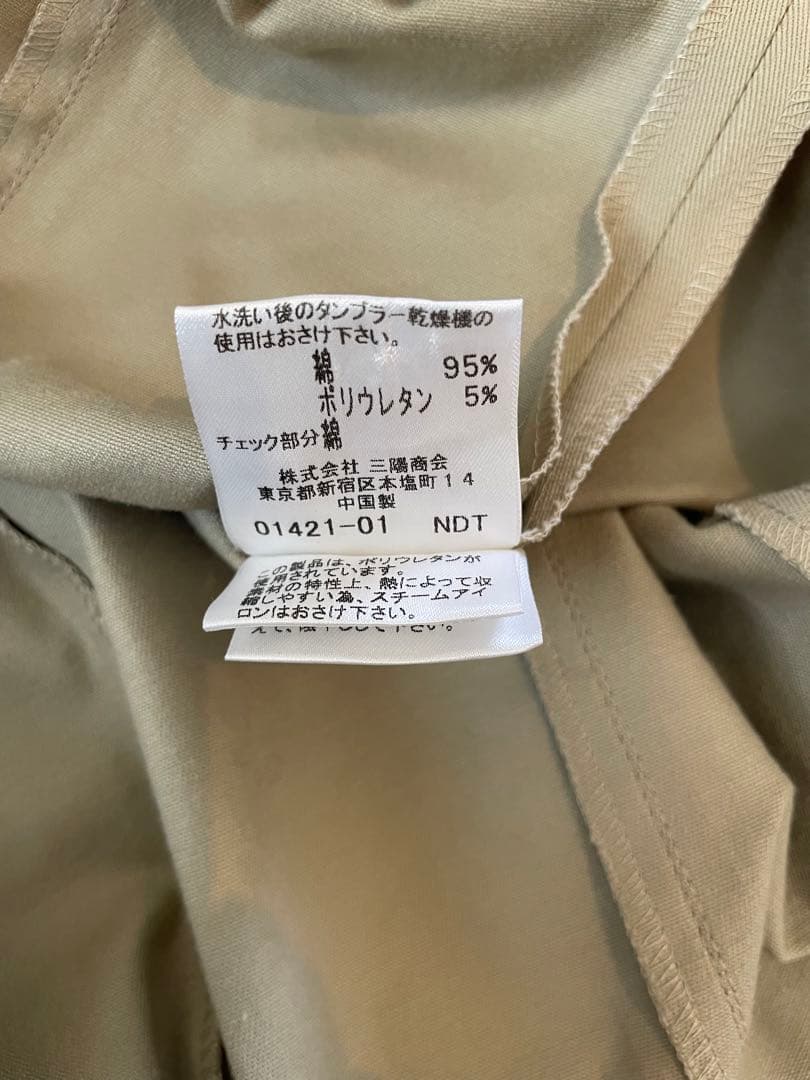 水洗い後のタンブラー乾燥機の
使用はおさけ下さい。
綿 95%
ポリウレタン 5%
チェック部分 綿
株式会社 三陽商会
東京都新宿区本塩町14
中国製
01421-01 NDT
この製品は、ポリウレタンが
使用されています。
素材の特性上、熱によって収
縮しやすい為、スチームアイ
ロンはおさけ下さい。
下さい。